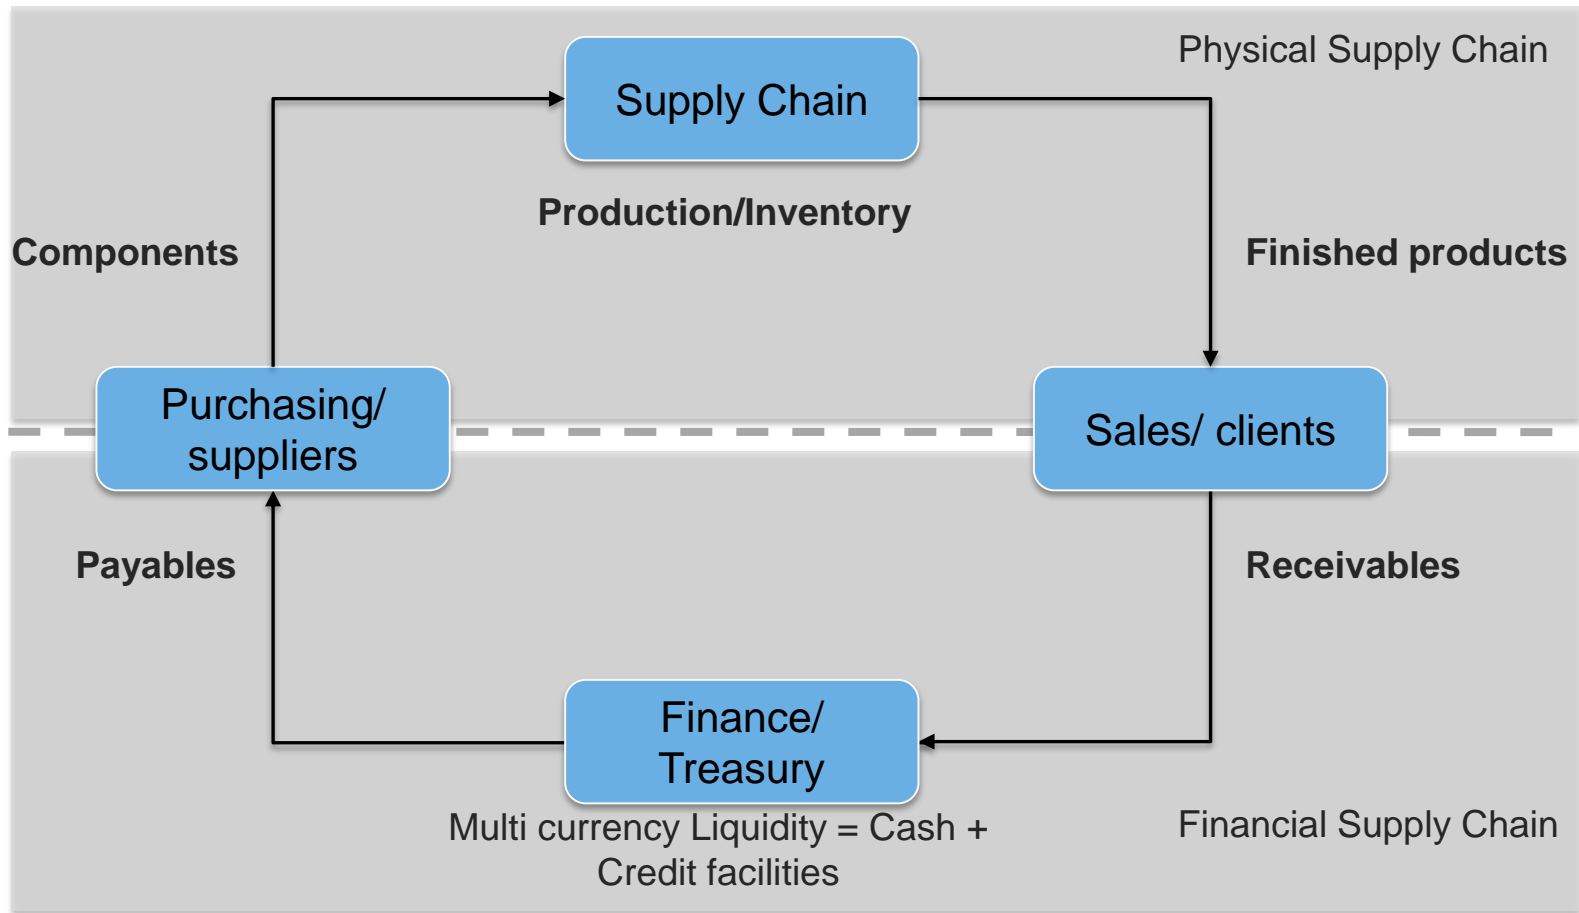 Physical Supply Chain
Supply Chain
Production/Inventory
Components
Finished products
Purchasing/
suppliers
Sales/ clients
Payables
Receivables
Finance/
Treasury
Multi currency Liquidity = Cash +
Credit facilities
Financial Supply Chain